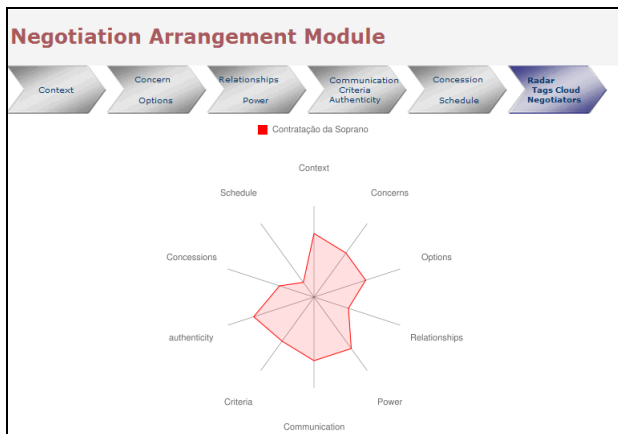 Negotiation Arrangement Module
Context
Concern
Options
Relationships
Power
Communication
Criteria
Authenticity
Concession
Schedule
Radar
Tags Cloud
Negotiators
Contratação da Soprano
Context
Schedule
Concerns
Concessions
Options
authenticity
Relationships
Criteria
Power
Communication